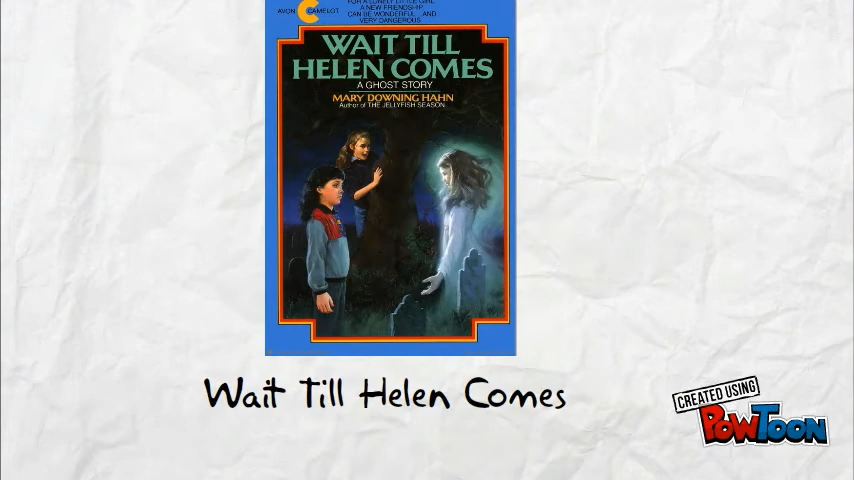 FOR A LONELY LITTLE GIRL
A NEW FRIENDSHIP
AVON CAMELOT
CAN BE WONDERFUL...AND
VERY DANGEROUS
WAIT TILL
HELEN COMES
A GHOST STORY
MARY DOWNING HAHN
Author of THE JELLYFISH SEASON
Wait Till Helen Comes
CREATED USING
POWTOON